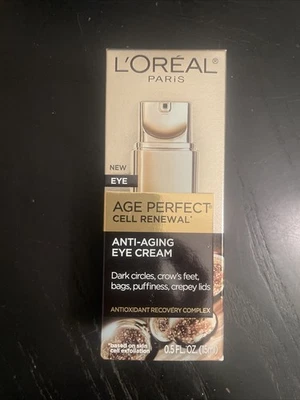 L'ORÉAL
PARIS
NEW
EYE
AGE PERFECT
CELL RENEWAL*
ANTI-AGING
EYE CREAM
Dark circles, crow's feet,
bags, puffiness, crepey lids
ANTIOXIDANT RECOVERY COMPLEX
*based on skin
cell exfoliation
0.5 FL. OZ. (15ml)